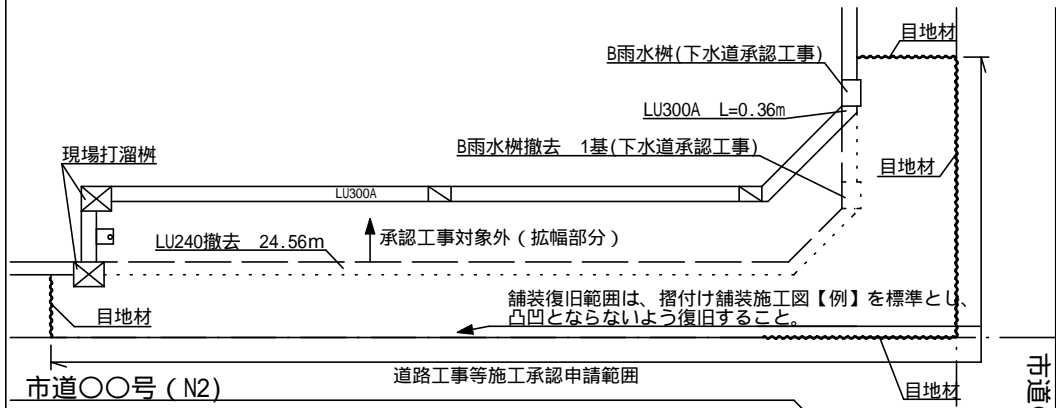 目地材
B雨水桝(下水道承認工事)
LU300A L=0.36m
B雨水桝撤去 1基(下水道承認工事)
現場打溜桝
目地材
LU300A
LU240撤去 24.56m
承認工事対象外(拡幅部分)
舗装復旧範囲は、摺付け舗装施工図【例】を標準とし、
凸凹とならないよう復旧すること。
目地材
道路工事等施工承認申請範囲
市道〇〇号(N2)
目地材
市道